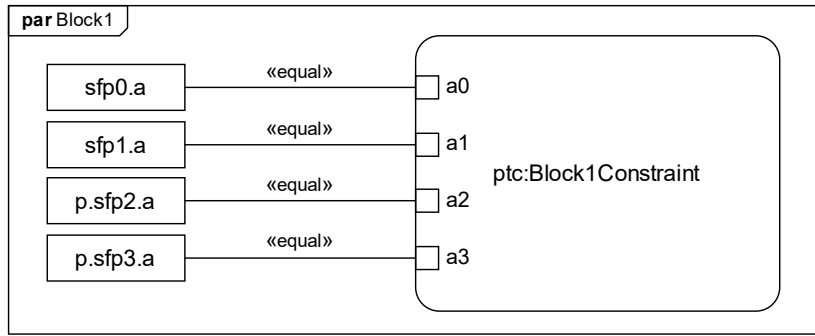 par Block1
sfp0.a «equal» a0
sfp1.a «equal» a1
ptc:Block1Constraint
p.sfp2.a «equal» a2
p.sfp3.a «equal» a3